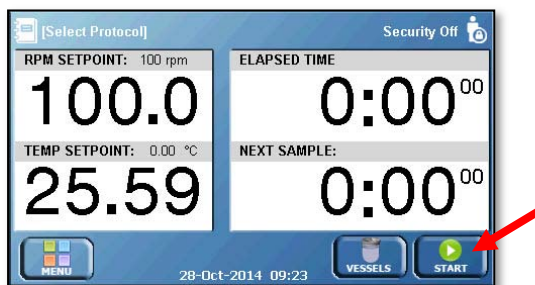 [Select Protocol] Security Off
RPM SETPOINT: 100 rpm
100.0
ELAPSED TIME
0:00 00
TEMP SETPOINT: 0.00 °C
25.59
NEXT SAMPLE:
0:00 00
MENU
28-Oct-2014 09:23
VESSELS
START